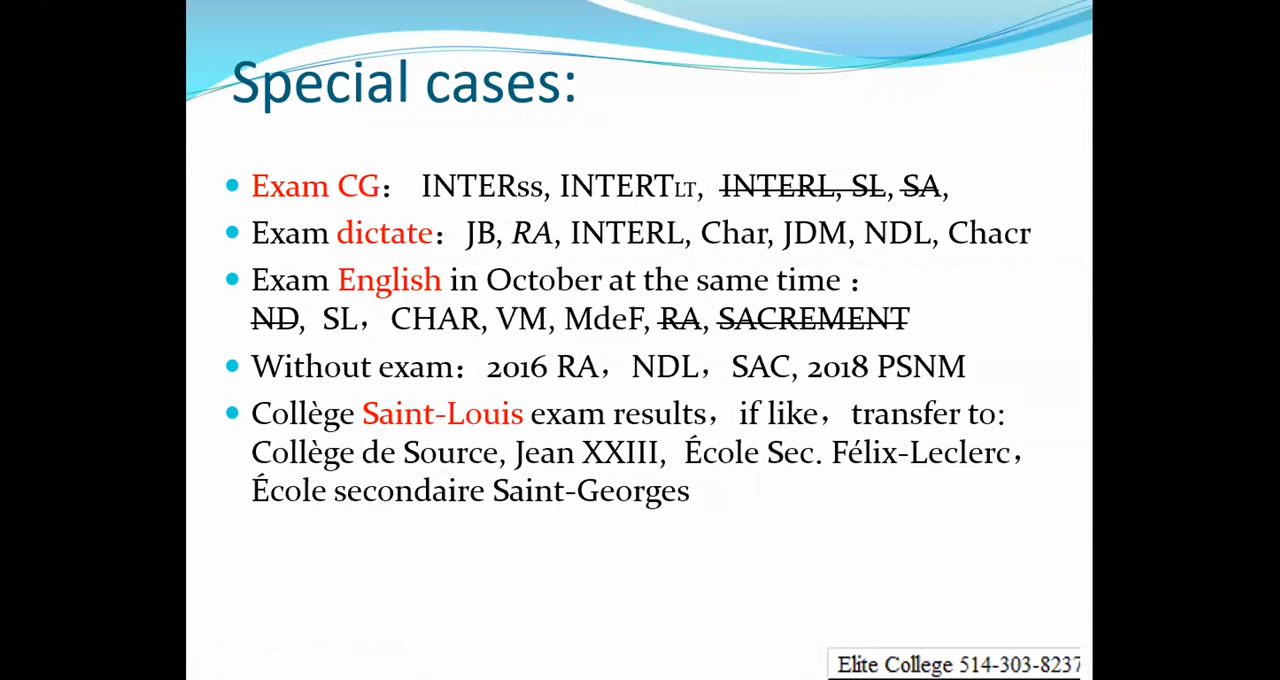 Special cases:
Exam CG： INTERss, INTERTLT, INTERL, SL, SA,
Exam dictate： JB, RA, INTERL, Char, JDM, NDL, Chacr
Exam English in October at the same time :
ND, SL， CHAR, VM, MdeF, RA, SACREMENT
Without exam： 2016 RA， NDL， SAC, 2018 PSNM
Collège Saint-Louis exam results， if like， transfer to:
Collège de Source, Jean XXIII, École Sec. Félix-Leclerc，
École secondaire Saint-Georges
Elite College 514-303-8237